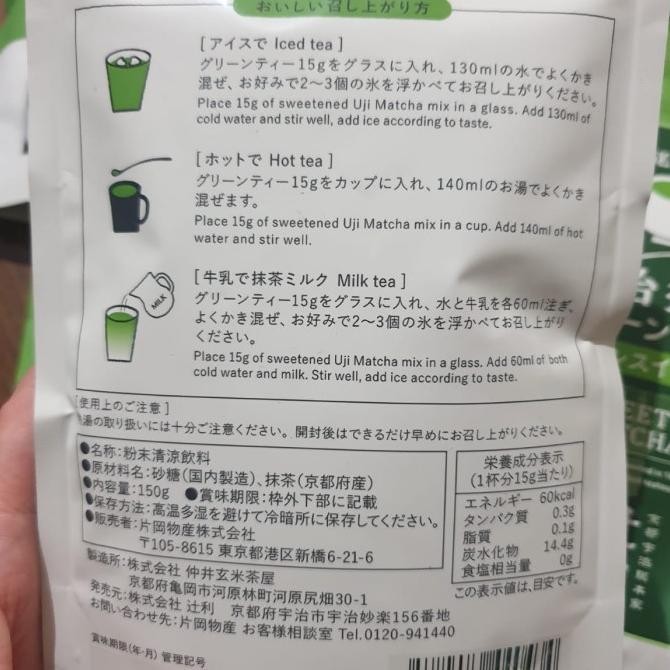 おいしい召し上がり方
[アイスで Iced tea]
グリーンティー15gをグラスに入れ、130mlの水でよくかき
混ぜ、お好みで2〜3個の氷を浮かべてお召し上がりください。
Place 15g of sweetened Uji Matcha mix in a glass. Add 130ml of
cold water and stir well, add ice according to taste.
[ホットで Hot tea]
グリーンティー15gをカップに入れ、140mlのお湯でよくかき
混ぜます。
Place 15g of sweetened Uji Matcha mix in a cup. Add 140ml of hot
water and stir well.
[牛乳で抹茶ミルク Milk tea]
MILK
グリーンティー15gをグラスに入れ、水と牛乳を各60ml注ぎ、
よくかき混ぜ、お好みで2〜3個の氷を浮かべてお召し上がり
ください。
Place 15g of sweetened Uji Matcha mix in a glass. Add 60ml of both
cold water and milk. Stir well, add ice according to taste.
[使用上のご注意]
湯の取り扱いには十分ご注意ください。開封後はできるだけ早めにお召し上がりください。
●名称:粉末清涼飲料
●原材料名:砂糖(国内製造)、抹茶(京都府産)
●内容量:150g ●賞味期限:枠外下部に記載
●保存方法:高温多湿を避けて冷暗所に保存してください。
●販売者:片岡物産株式会社
〒105-8615 東京都港区新橋6-21-6
栄養成分表示
(1杯分15g当たり)
エネルギー 60kcal
タンパク質 0.3g
脂質 0.1g
炭水化物 14.4g
食塩相当量 0g
この表示値は、目安です。
製造所:株式会社 仲井玄米茶屋
京都府亀岡市河原林町河原尻畑30-1
発売元:株式会社 辻利 京都府宇治市宇治妙楽156番地
お問い合わせ先:片岡物産 お客様相談室 Tel.0120-941440
賞味期限(年・月) 管理記号